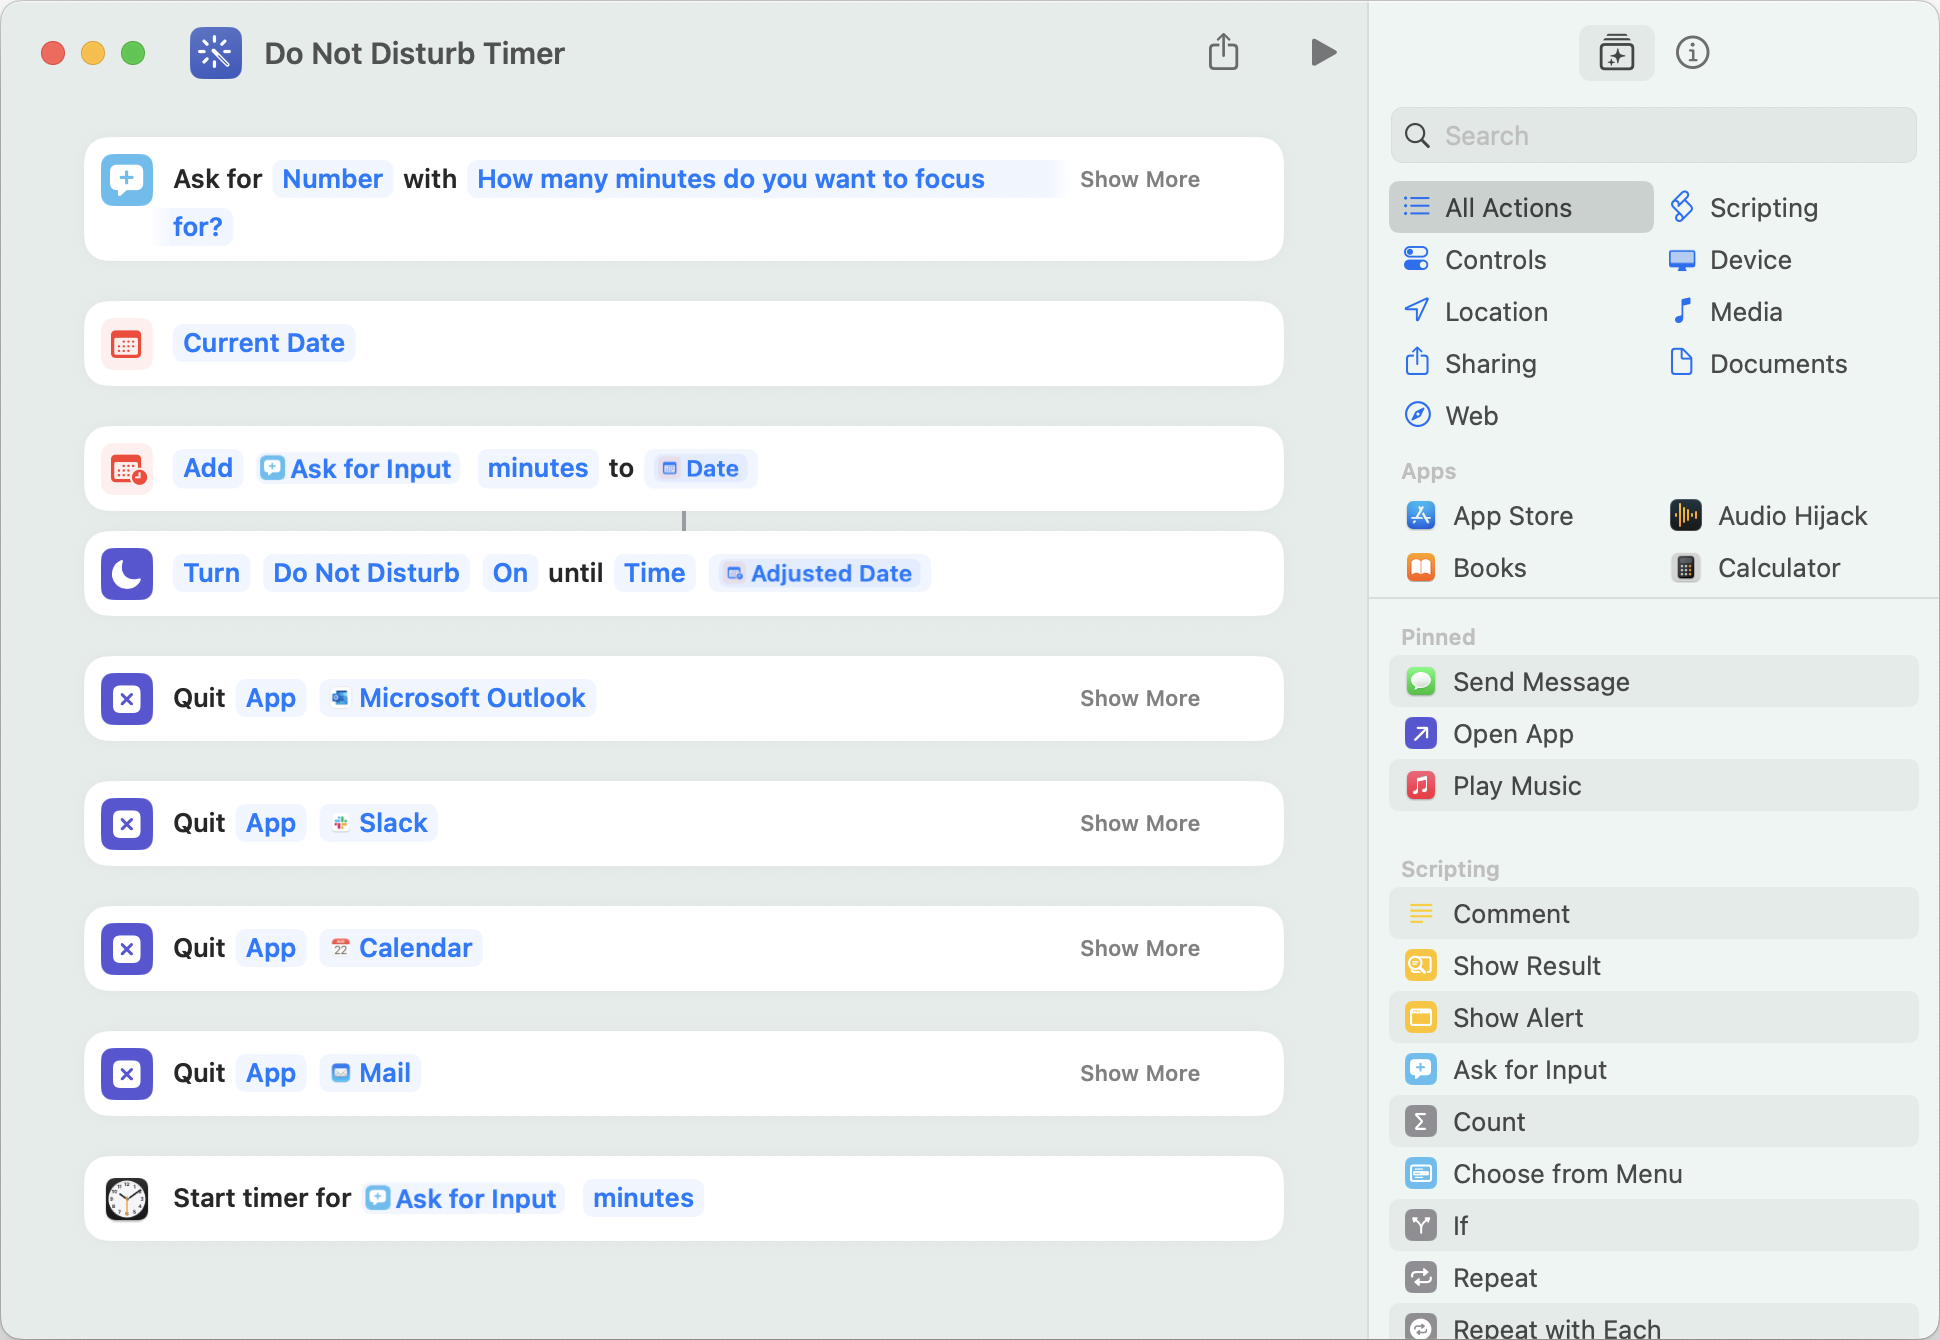 Do Not Disturb Timer
Ask for Number with How many minutes do you want to focus
for?
Show More
Current Date
Add Ask for Input minutes to Date
Turn Do Not Disturb On until Time Adjusted Date
Quit App Microsoft Outlook Show More
Quit App Slack Show More
Quit App 22 Calendar Show More
Quit App Mail Show More
Start timer for Ask for Input minutes
Search
All Actions Scripting
Controls Device
Location Media
Sharing Documents
Web
Apps
App Store Audio Hijack
Books Calculator
Pinned
Send Message
Open App
Play Music
Scripting
Comment
Show Result
Show Alert
Ask for Input
Count
Choose from Menu
If
Repeat
Repeat with Each